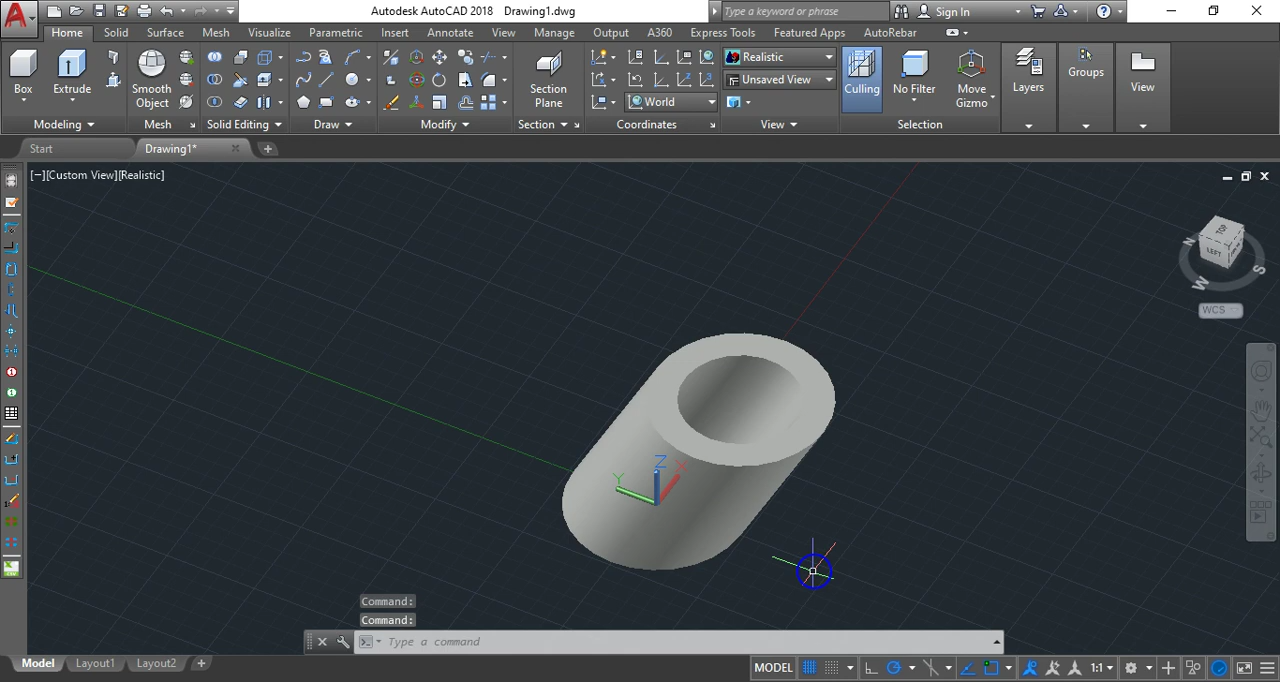 Autodesk AutoCAD 2018 Drawing1.dwg
Type a keyword or phrase
Sign In
Home Solid Surface Mesh Visualize Parametric Insert Annotate View Manage Output A360 Express Tools Featured Apps AutoRebar
Box
Extrude
Smooth
Object
Section
Plane
Realistic
Unsaved View
World
Culling
No Filter
Move
Gizmo
Layers
Groups
View
Modeling
Mesh
Solid Editing
Draw
Modify
Section
Coordinates
View
Selection
Start
Drawing1*
[−][Custom View][Realistic]
TOP
LEFT
N
S
W
WCS
Z
X
Y
Command:
Command:
Type a command
Model
Layout1
Layout2
MODEL
1:1